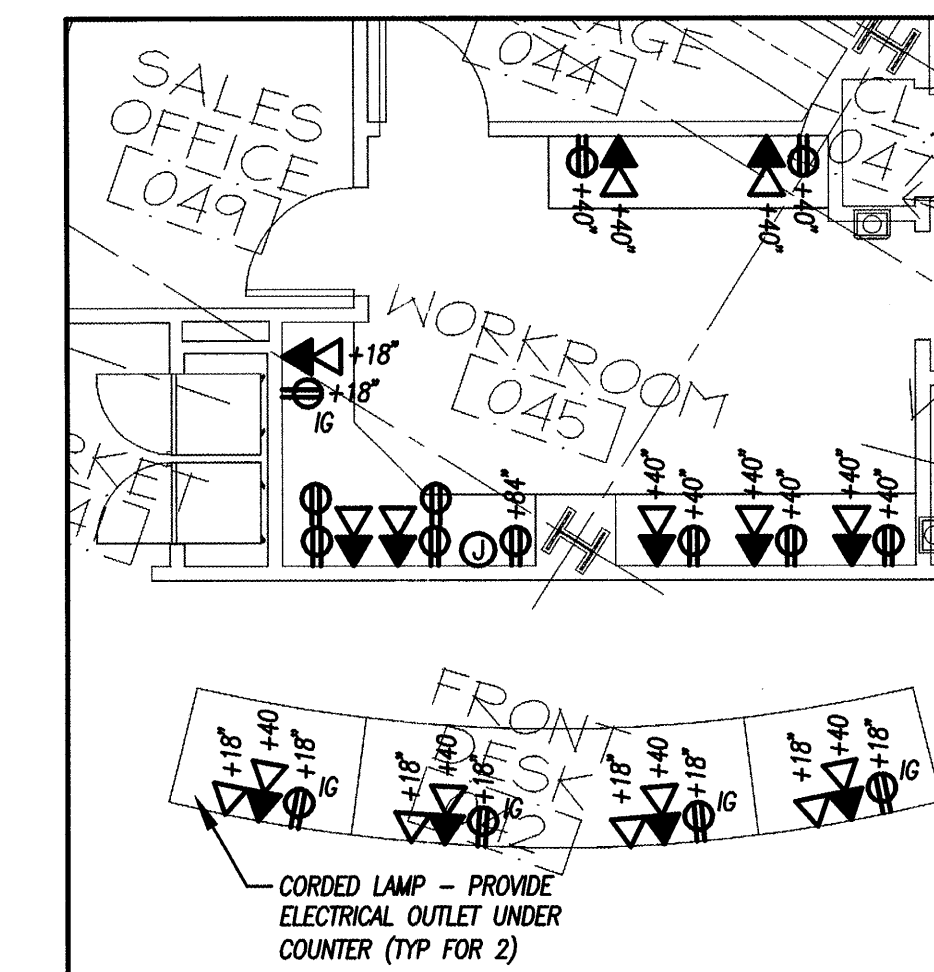 SALES
OFFICE
049
044
CL
047
+40"
+40"
+40"
+40"
WORKROOM
045
+18"
+18"
IG
+84"
J
+40"
+40"
+40"
+40"
+40"
+40"
FRONT
DESK
+18"
+40
+18"
IG
+18"
+40
+18"
IG
+18"
+40
+18"
IG
+18"
+40
+18"
IG
CORDED LAMP – PROVIDE
ELECTRICAL OUTLET UNDER
COUNTER (TYP FOR 2)